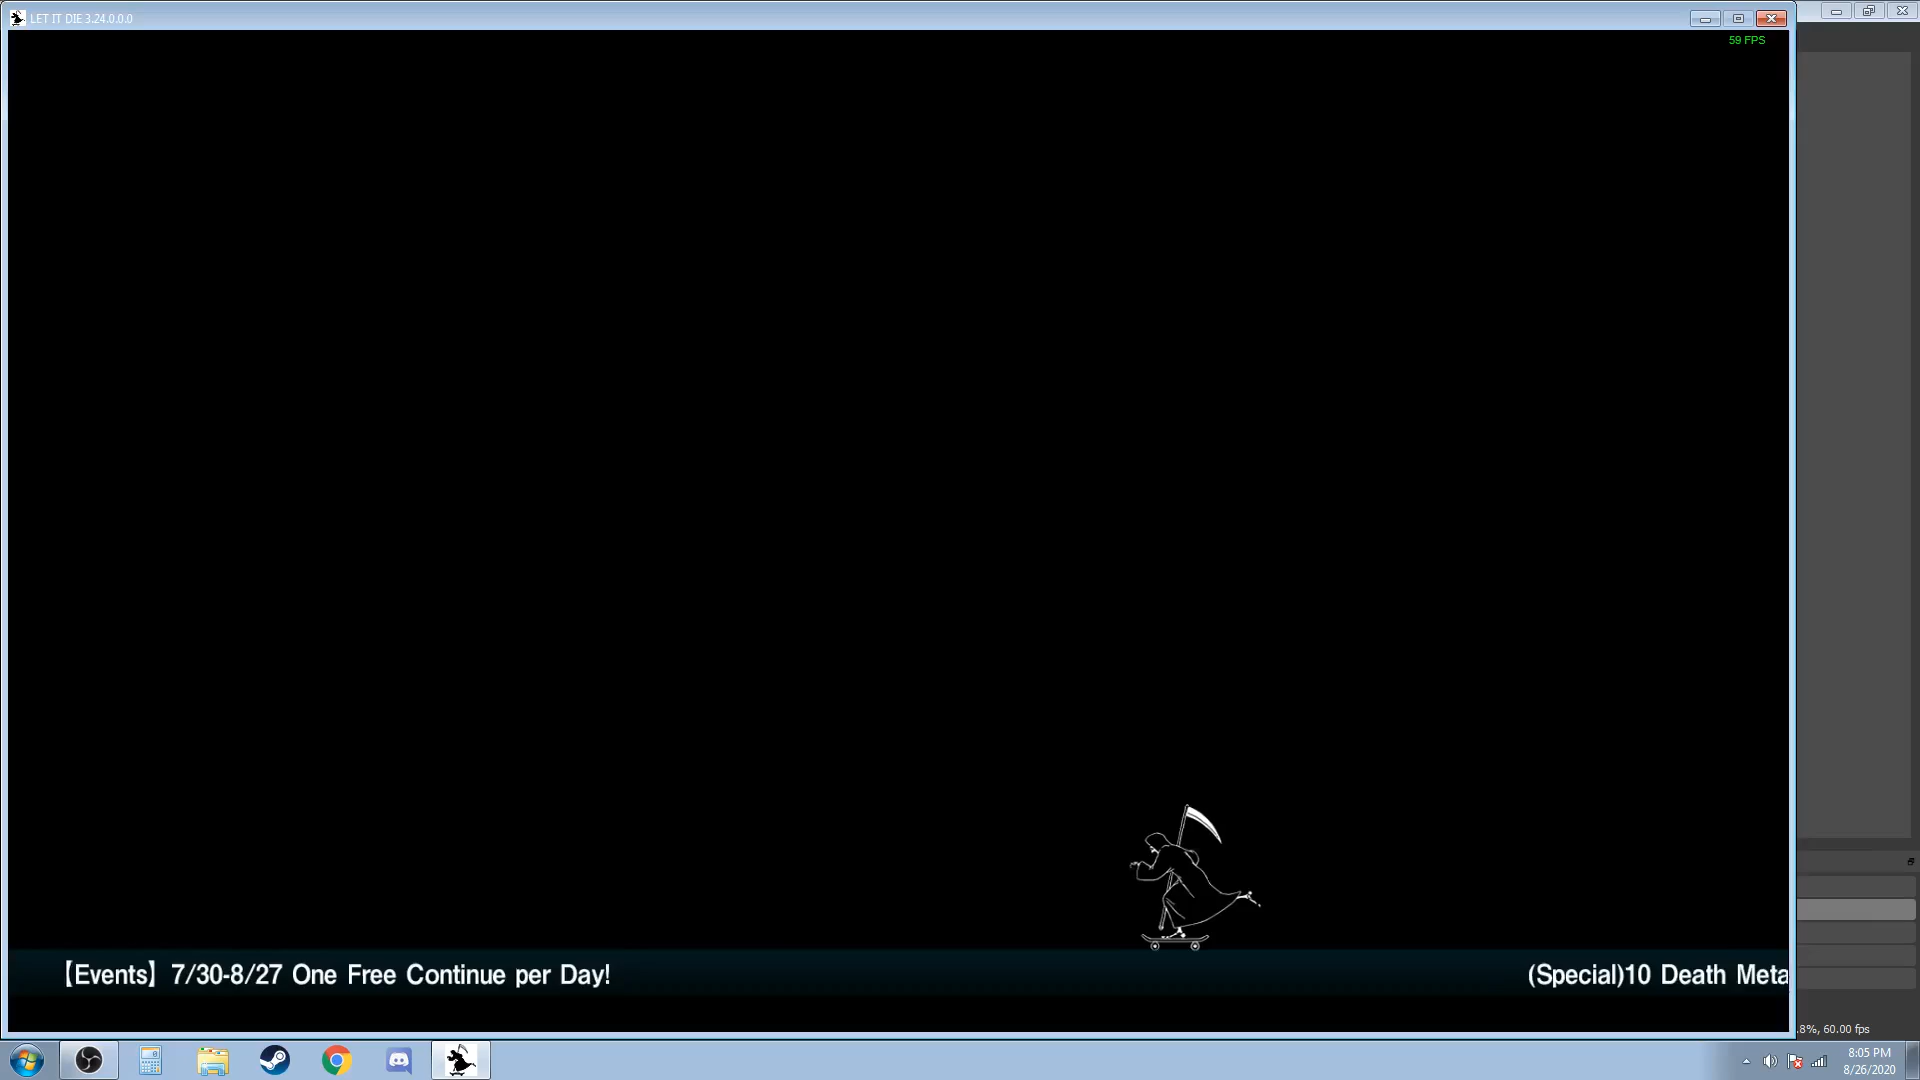 LET IT DIE 3.24.0.0.0
59 FPS
【Events】 7/30-8/27 One Free Continue per Day!
(Special)10 Death Meta
.8%, 60.00 fps
8:05 PM
8/26/2020